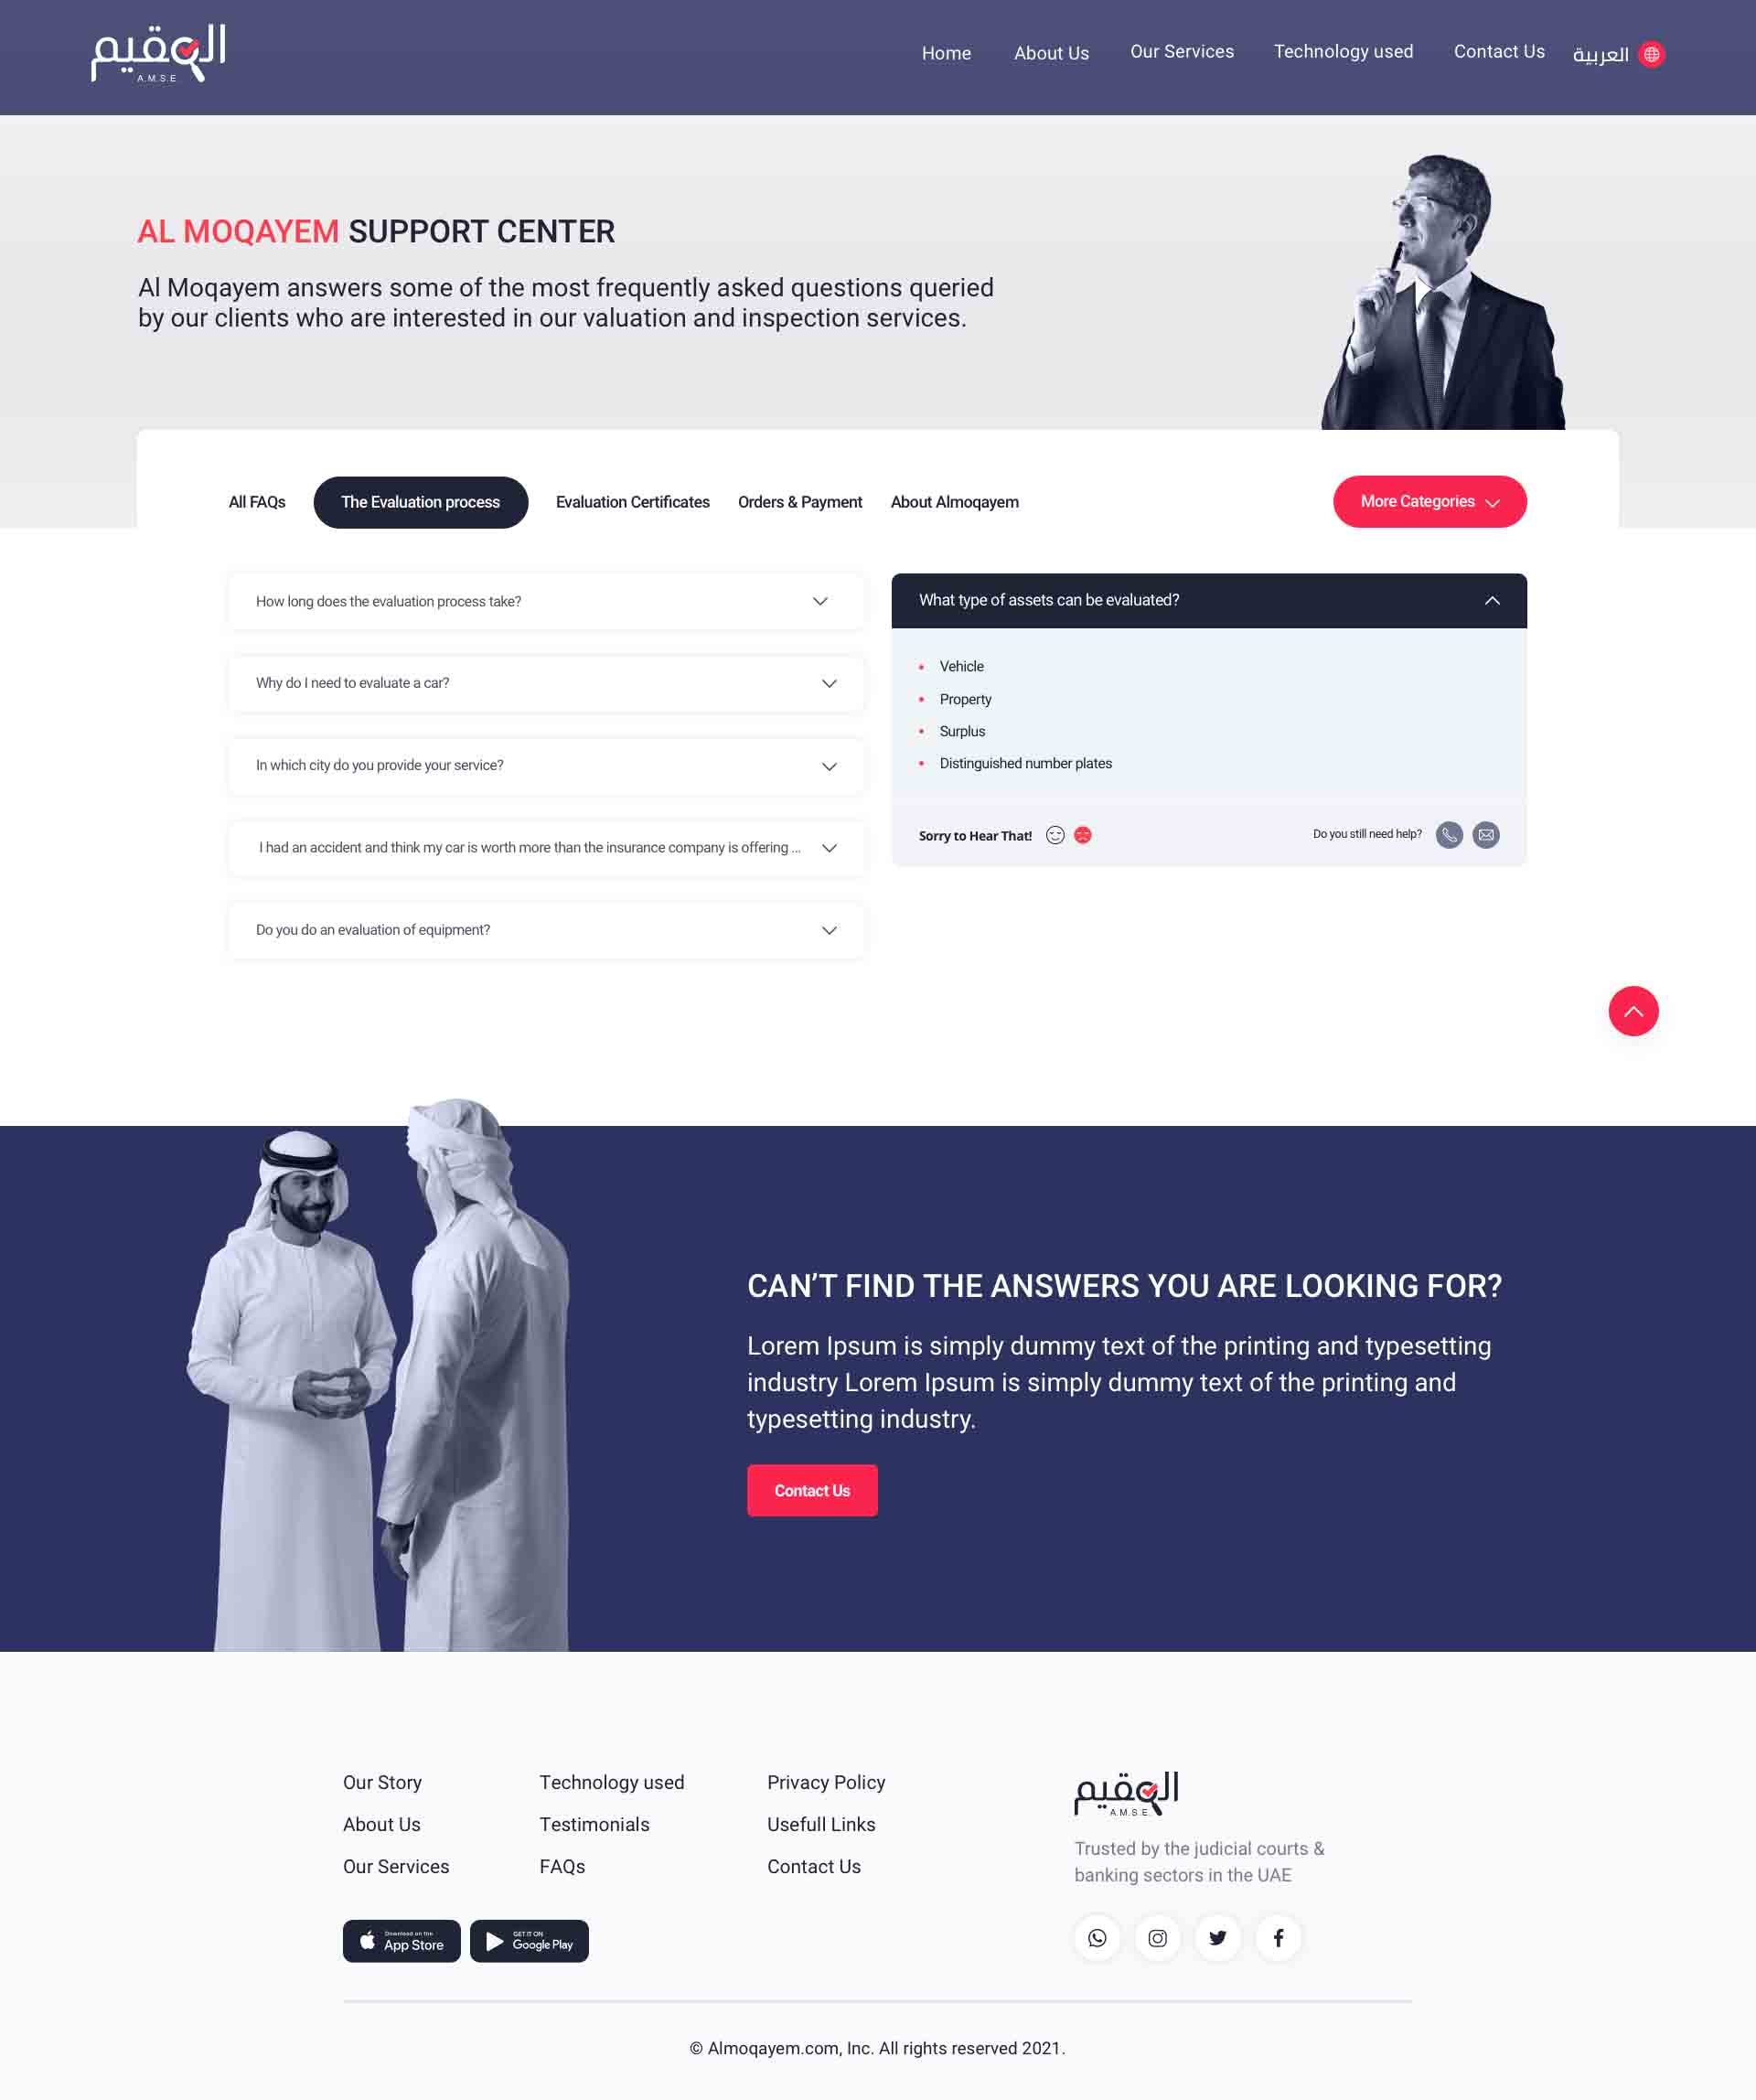 المقيم
A.M.S.E
Home
About Us
Our Services
Technology used
Contact Us
العربية
AL MOQAYEM SUPPORT CENTER
Al Moqayem answers some of the most frequently asked questions queried
by our clients who are interested in our valuation and inspection services.
All FAQs
The Evaluation process
Evaluation Certificates
Orders & Payment
About Almoqayem
More Categories
How long does the evaluation process take?
Why do I need to evaluate a car?
In which city do you provide your service?
I had an accident and think my car is worth more than the insurance company is offering ...
Do you do an evaluation of equipment?
What type of assets can be evaluated?
Vehicle
Property
Surplus
Distinguished number plates
Sorry to Hear That!
Do you still need help?
CAN’T FIND THE ANSWERS YOU ARE LOOKING FOR?
Lorem Ipsum is simply dummy text of the printing and typesetting
industry Lorem Ipsum is simply dummy text of the printing and
typesetting industry.
Contact Us
Our Story
About Us
Our Services
Technology used
Testimonials
FAQs
Privacy Policy
Usefull Links
Contact Us
المقيم
A.M.S.E
Trusted by the judicial courts &
banking sectors in the UAE
Download on the
App Store
GET IT ON
Google Play
© Almoqayem.com, Inc. All rights reserved 2021.